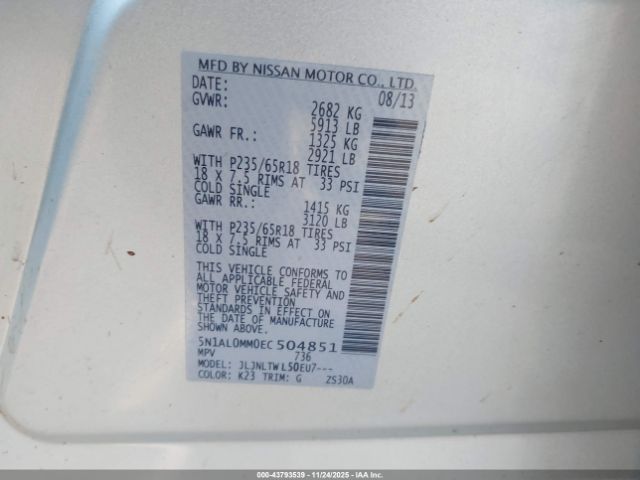 MFD BY NISSAN MOTOR CO., LTD.
DATE: 08/13
GVWR: 2682 KG
5913 LB
GAWR FR.: 1325 KG
2921 LB
WITH P235/65R18 TIRES
18 X 7.5 RIMS AT 33 PSI
COLD SINGLE
GAWR RR.: 1415 KG
3120 LB
WITH P235/65R18 TIRES
18 X 7.5 RIMS AT 33 PSI
COLD SINGLE
THIS VEHICLE CONFORMS TO
ALL APPLICABLE FEDERAL
MOTOR VEHICLE SAFETY AND
THEFT PREVENTION
STANDARDS IN EFFECT ON
THE DATE OF MANUFACTURE
SHOWN ABOVE.
5N1AL0MM0EC504851
MPV 736
MODEL: JLJNLTWL50EU7---
COLOR: K23 TRIM: G ZS30A
000-43793539 - 11/24/2025 - IAA Corp.